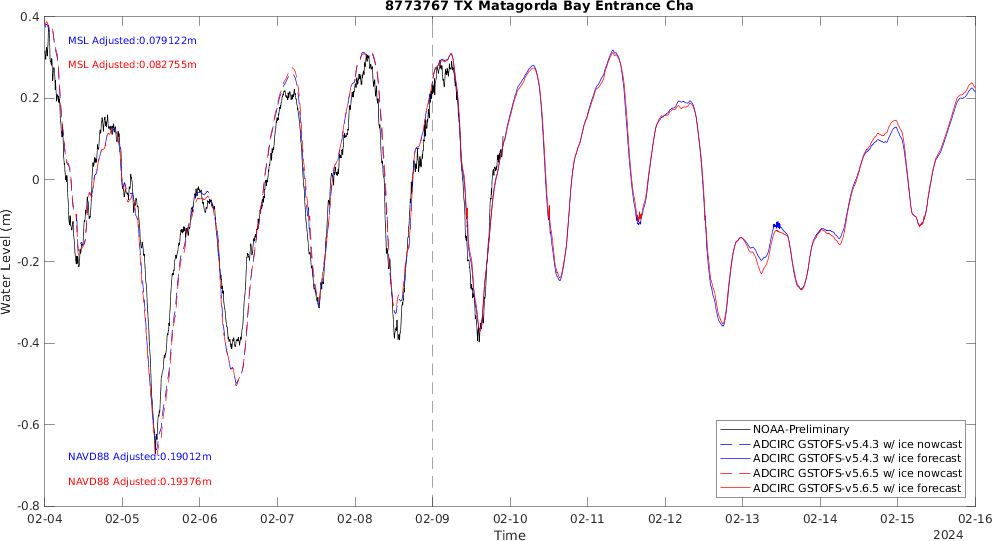 8773767 TX Matagorda Bay Entrance Cha
0.4
0.2
0
-0.2
-0.4
-0.6
-0.8
Water Level (m)
MSL Adjusted:0.079122m
MSL Adjusted:0.082755m
NAVD88 Adjusted:0.19012m
NAVD88 Adjusted:0.19376m
NOAA-Preliminary
ADCIRC GSTOFS-v5.4.3 w/ ice nowcast
ADCIRC GSTOFS-v5.4.3 w/ ice forecast
ADCIRC GSTOFS-v5.6.5 w/ ice nowcast
ADCIRC GSTOFS-v5.6.5 w/ ice forecast
02-04 02-05 02-06 02-07 02-08 02-09 02-10 02-11 02-12 02-13 02-14 02-15 02-16
Time
2024